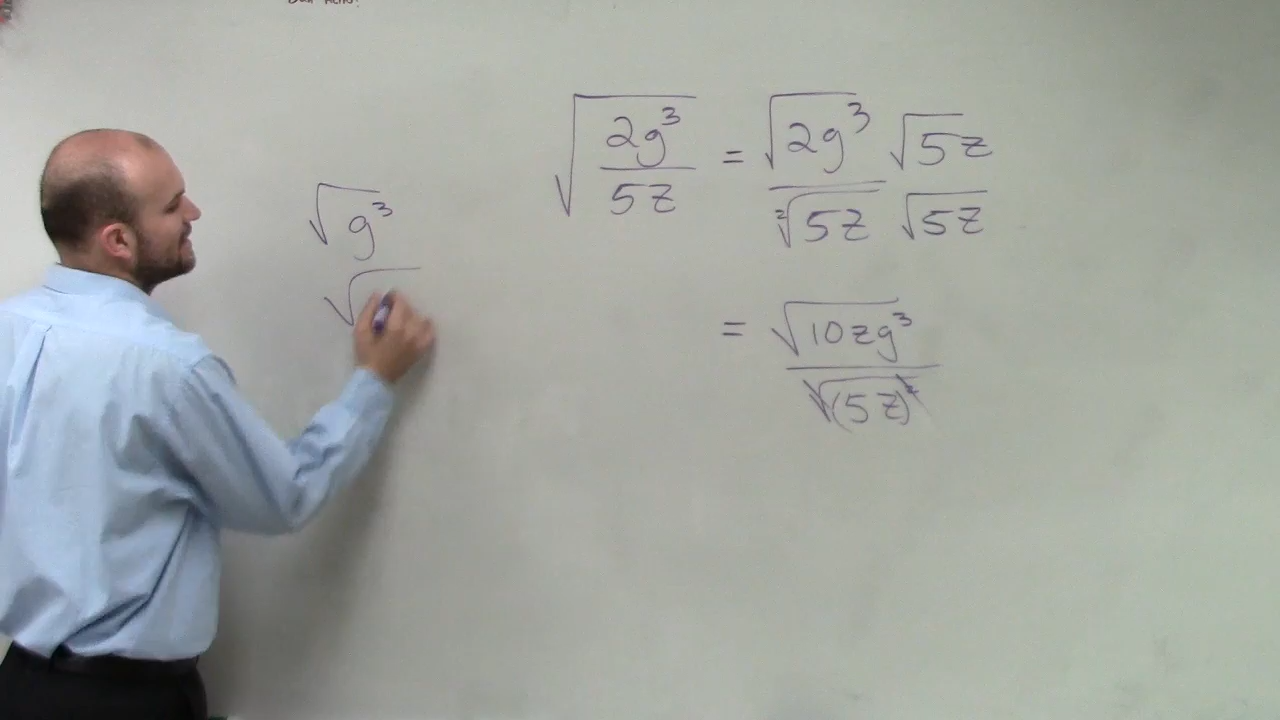 √(2g³/5z) = √2g³ √5z / ²√5z √5z
√g³
√
= √10zg³ / √(5z)²